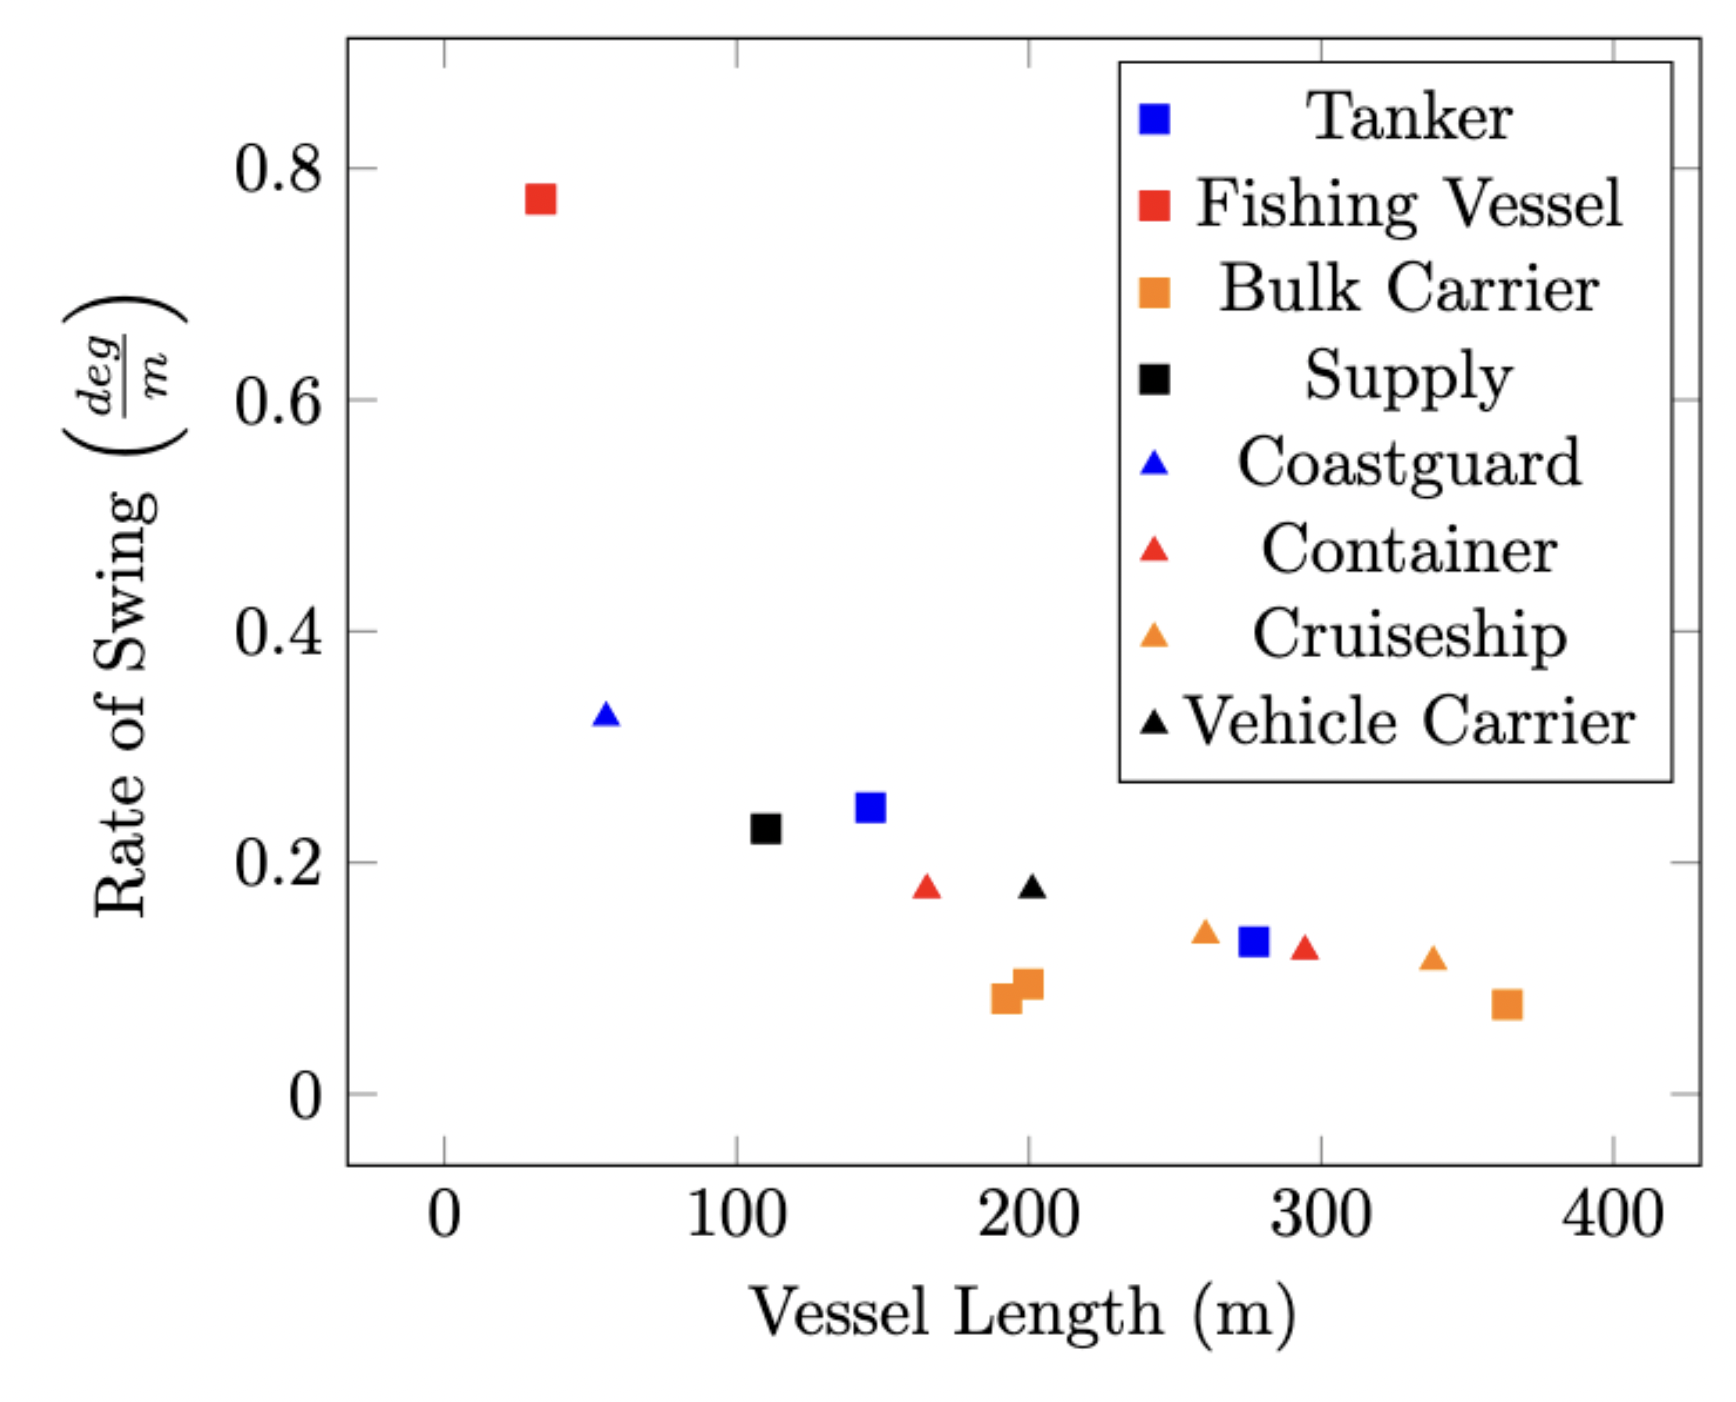 Tanker
Fishing Vessel
Bulk Carrier
Supply
Coastguard
Container
Cruiseship
Vehicle Carrier
0.8
0.6
0.4
0.2
0
Rate of Swing (deg/m)
0 100 200 300 400
Vessel Length (m)